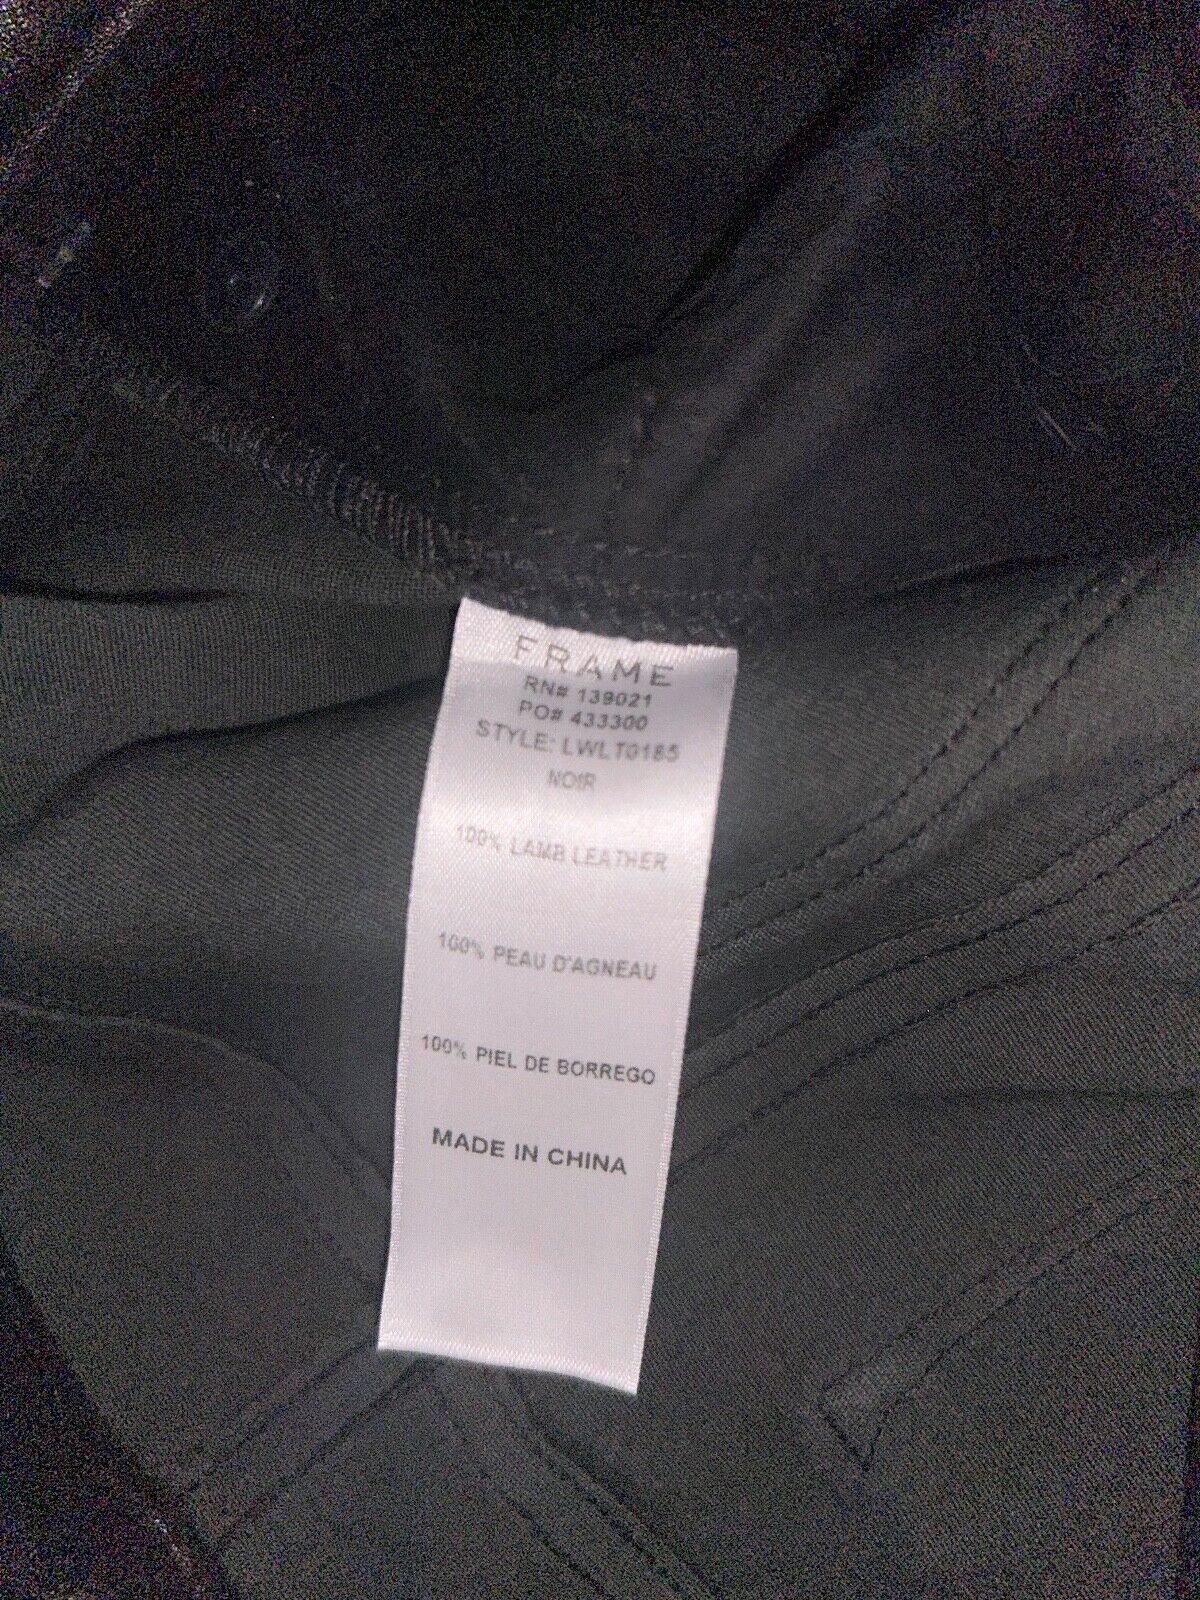 FRAME
RN# 139021
PO# 433300
STYLE: LWLT0185
NOIR
100% LAMB LEATHER
100% PEAU D'AGNEAU
100% PIEL DE BORREGO
MADE IN CHINA